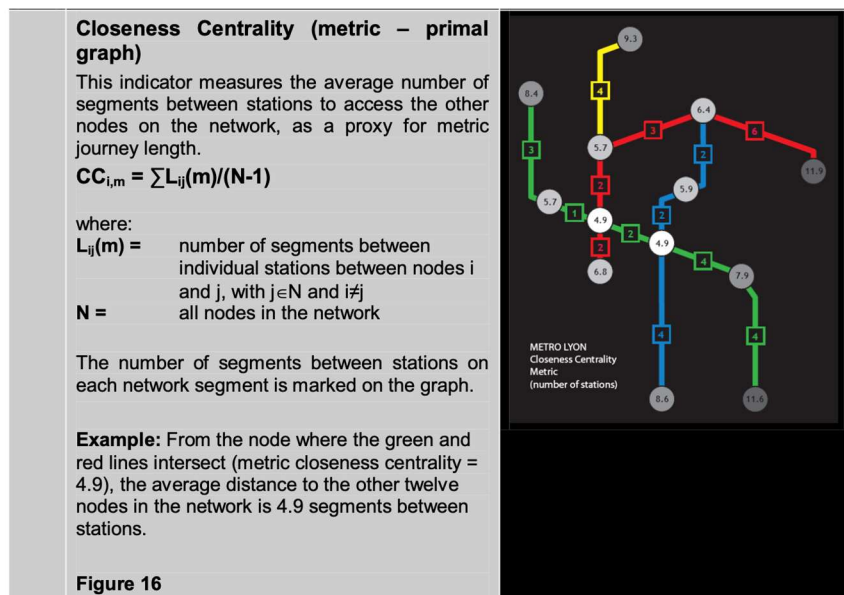 Closeness Centrality (metric – primal
graph)
This indicator measures the average number of
segments between stations to access the other
nodes on the network, as a proxy for metric
journey length.
CCi,m = ∑Lij(m)/(N-1)
where:
Lij(m) = number of segments between
individual stations between nodes i
and j, with j∈N and i≠j
N = all nodes in the network
The number of segments between stations on
each network segment is marked on the graph.
Example: From the node where the green and
red lines intersect (metric closeness centrality =
4.9), the average distance to the other twelve
nodes in the network is 4.9 segments between
stations.
Figure 16
9.3
8.4
4
6.4
3
6
3
5.7
2
11.9
2
5.9
5.7
1
4.9
2
2
4.9
2
4
6.8
7.9
4
4
METRO LYON
Closeness Centrality
Metric
(number of stations)
8.6
11.6